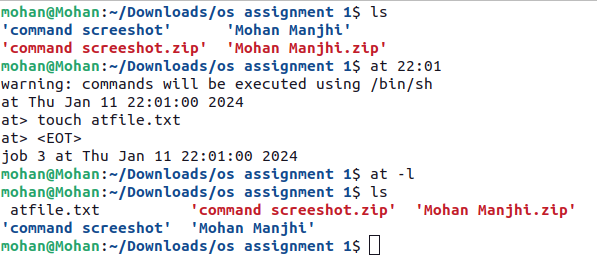 mohan@Mohan:~/Downloads/os assignment 1$ ls
'command screeshot'      'Mohan Manjhi'
'command screeshot.zip'  'Mohan Manjhi.zip'
mohan@Mohan:~/Downloads/os assignment 1$ at 22:01
warning: commands will be executed using /bin/sh
at Thu Jan 11 22:01:00 2024
at> touch atfile.txt
at> <EOT>
job 3 at Thu Jan 11 22:01:00 2024
mohan@Mohan:~/Downloads/os assignment 1$ at -l
mohan@Mohan:~/Downloads/os assignment 1$ ls
 atfile.txt          'command screeshot.zip'  'Mohan Manjhi.zip'
'command screeshot'  'Mohan Manjhi'
mohan@Mohan:~/Downloads/os assignment 1$